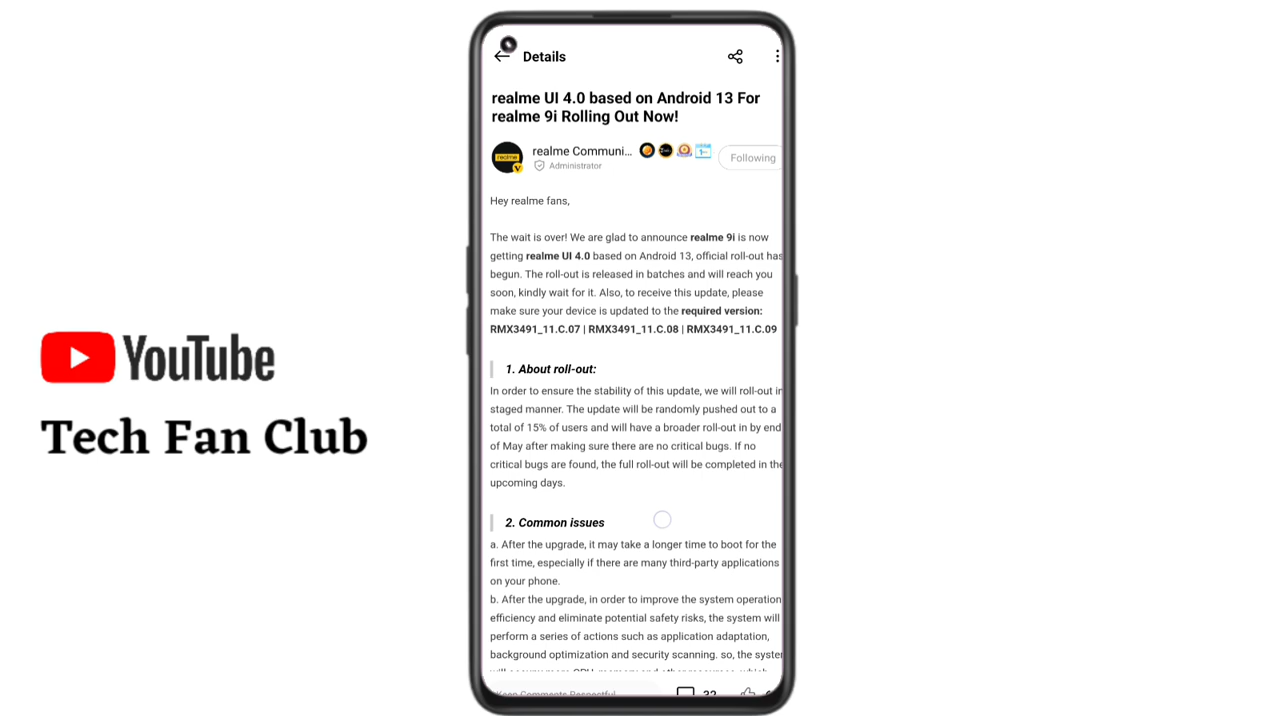 Details
realme UI 4.0 based on Android 13 For
realme 9i Rolling Out Now!
realme Communi...
Administrator
Following
Hey realme fans,
The wait is over! We are glad to announce realme 9i is now
getting realme UI 4.0 based on Android 13, official roll-out has
begun. The roll-out is released in batches and will reach you
soon, kindly wait for it. Also, to receive this update, please
make sure your device is updated to the required version:
RMX3491_11.C.07 | RMX3491_11.C.08 | RMX3491_11.C.09
1. About roll-out:
In order to ensure the stability of this update, we will roll-out in
staged manner. The update will be randomly pushed out to a
total of 15% of users and will have a broader roll-out in by end
of May after making sure there are no critical bugs. If no
critical bugs are found, the full roll-out will be completed in the
upcoming days.
2. Common issues
a. After the upgrade, it may take a longer time to boot for the
first time, especially if there are many third-party applications
on your phone.
b. After the upgrade, in order to improve the system operation
efficiency and eliminate potential safety risks, the system will
perform a series of actions such as application adaptation,
background optimization and security scanning. so, the system
Keep Comments Respectful
32
YouTube
Tech Fan Club